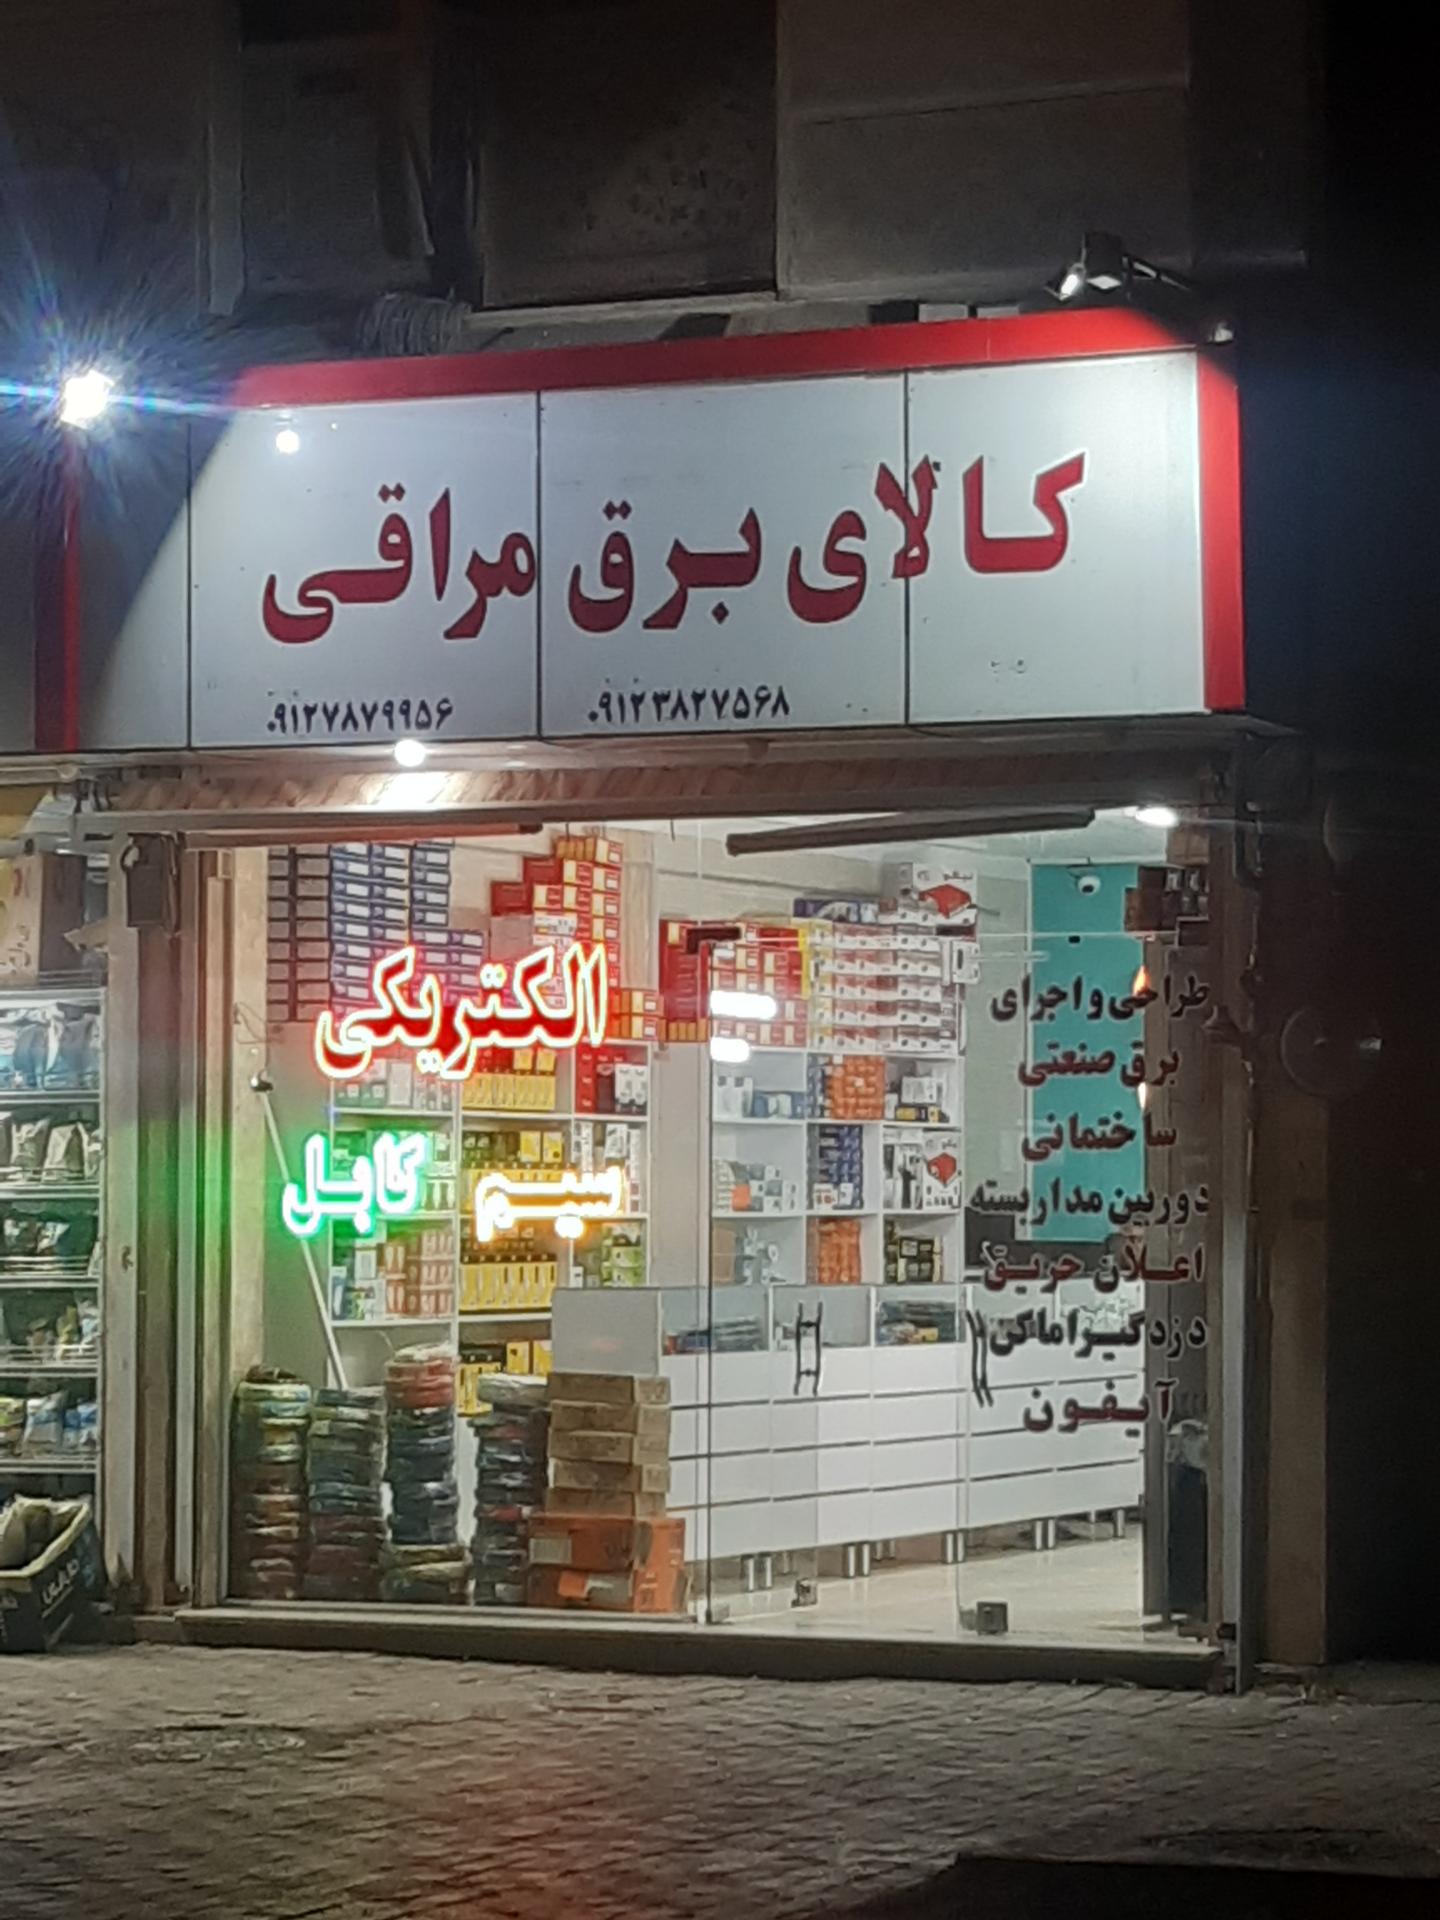 کالای برق مراقی
۰۹۱۲۳۸۲۷۵۶۸
۰۹۱۲۷۸۷۹۹۵۶
الکتریکی
سیم کابل
طراحی و اجرای
برق صنعتی
ساختمانی
دوربین مداربسته
اعلان حریق
دزدگیر اماکن
آیفون